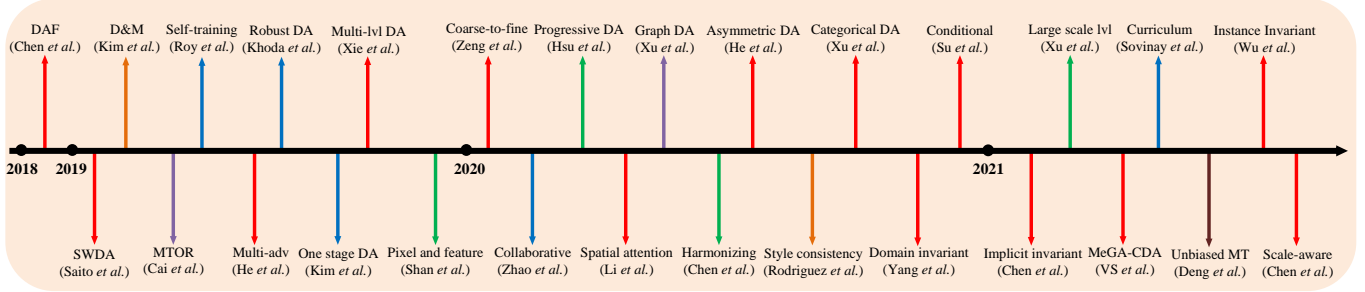 DAF
(Chen et al.)
D&M
(Kim et al.)
Self-training
(Roy et al.)
Robust DA
(Khoda et al.)
Multi-lvl DA
(Xie et al.)
Coarse-to-fine
(Zeng et al.)
Progressive DA
(Hsu et al.)
Graph DA
(Xu et al.)
Asymmetric DA
(He et al.)
Categorical DA
(Xu et al.)
Conditional
(Su et al.)
Large scale lvl
(Xu et al.)
Curriculum
(Sovinay et al.)
Instance Invariant
(Wu et al.)
2018
2019
2020
2021
SWDA
(Saito et al.)
MTOR
(Cai et al.)
Multi-adv
(He et al.)
One stage DA
(Kim et al.)
Pixel and feature
(Shan et al.)
Collaborative
(Zhao et al.)
Spatial attention
(Li et al.)
Harmonizing
(Chen et al.)
Style consistency
(Rodriguez et al.)
Domain invariant
(Yang et al.)
Implicit invariant
(Chen et al.)
MeGA-CDA
(VS et al.)
Unbiased MT
(Deng et al.)
Scale-aware
(Chen et al.)